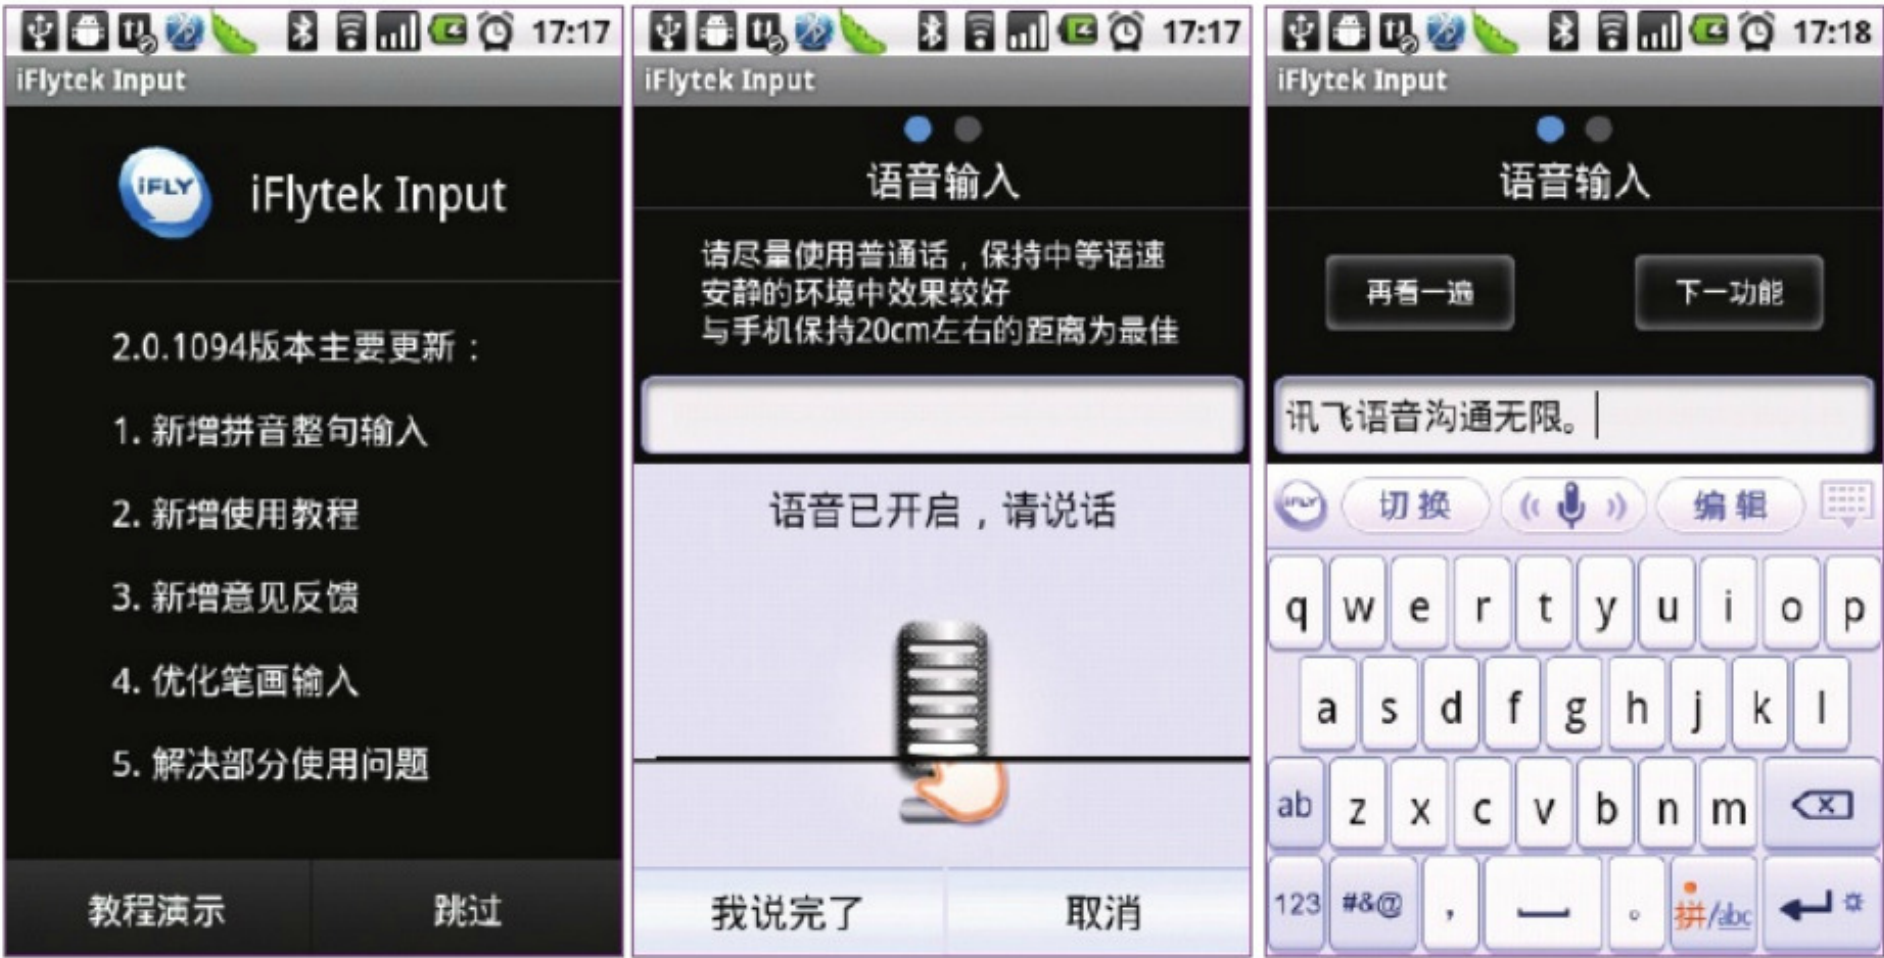 17:17
iFlytek Input
iFLY
iFlytek Input
2.0.1094版本主要更新：
1. 新增拼音整句输入
2. 新增使用教程
3. 新增意见反馈
4. 优化笔画输入
5. 解决部分使用问题
教程演示 跳过
17:17
iFlytek Input
语音输入
请尽量使用普通话，保持中等语速
安静的环境中效果较好
与手机保持20cm左右的距离为最佳
语音已开启，请说话
我说完了 取消
17:18
iFlytek Input
语音输入
再看一遍 下一功能
讯飞语音沟通无限。
iFLY 切换 编辑
q w e r t y u i o p
a s d f g h j k l
ab z x c v b n m
123 #&@ , 。 拼/abc